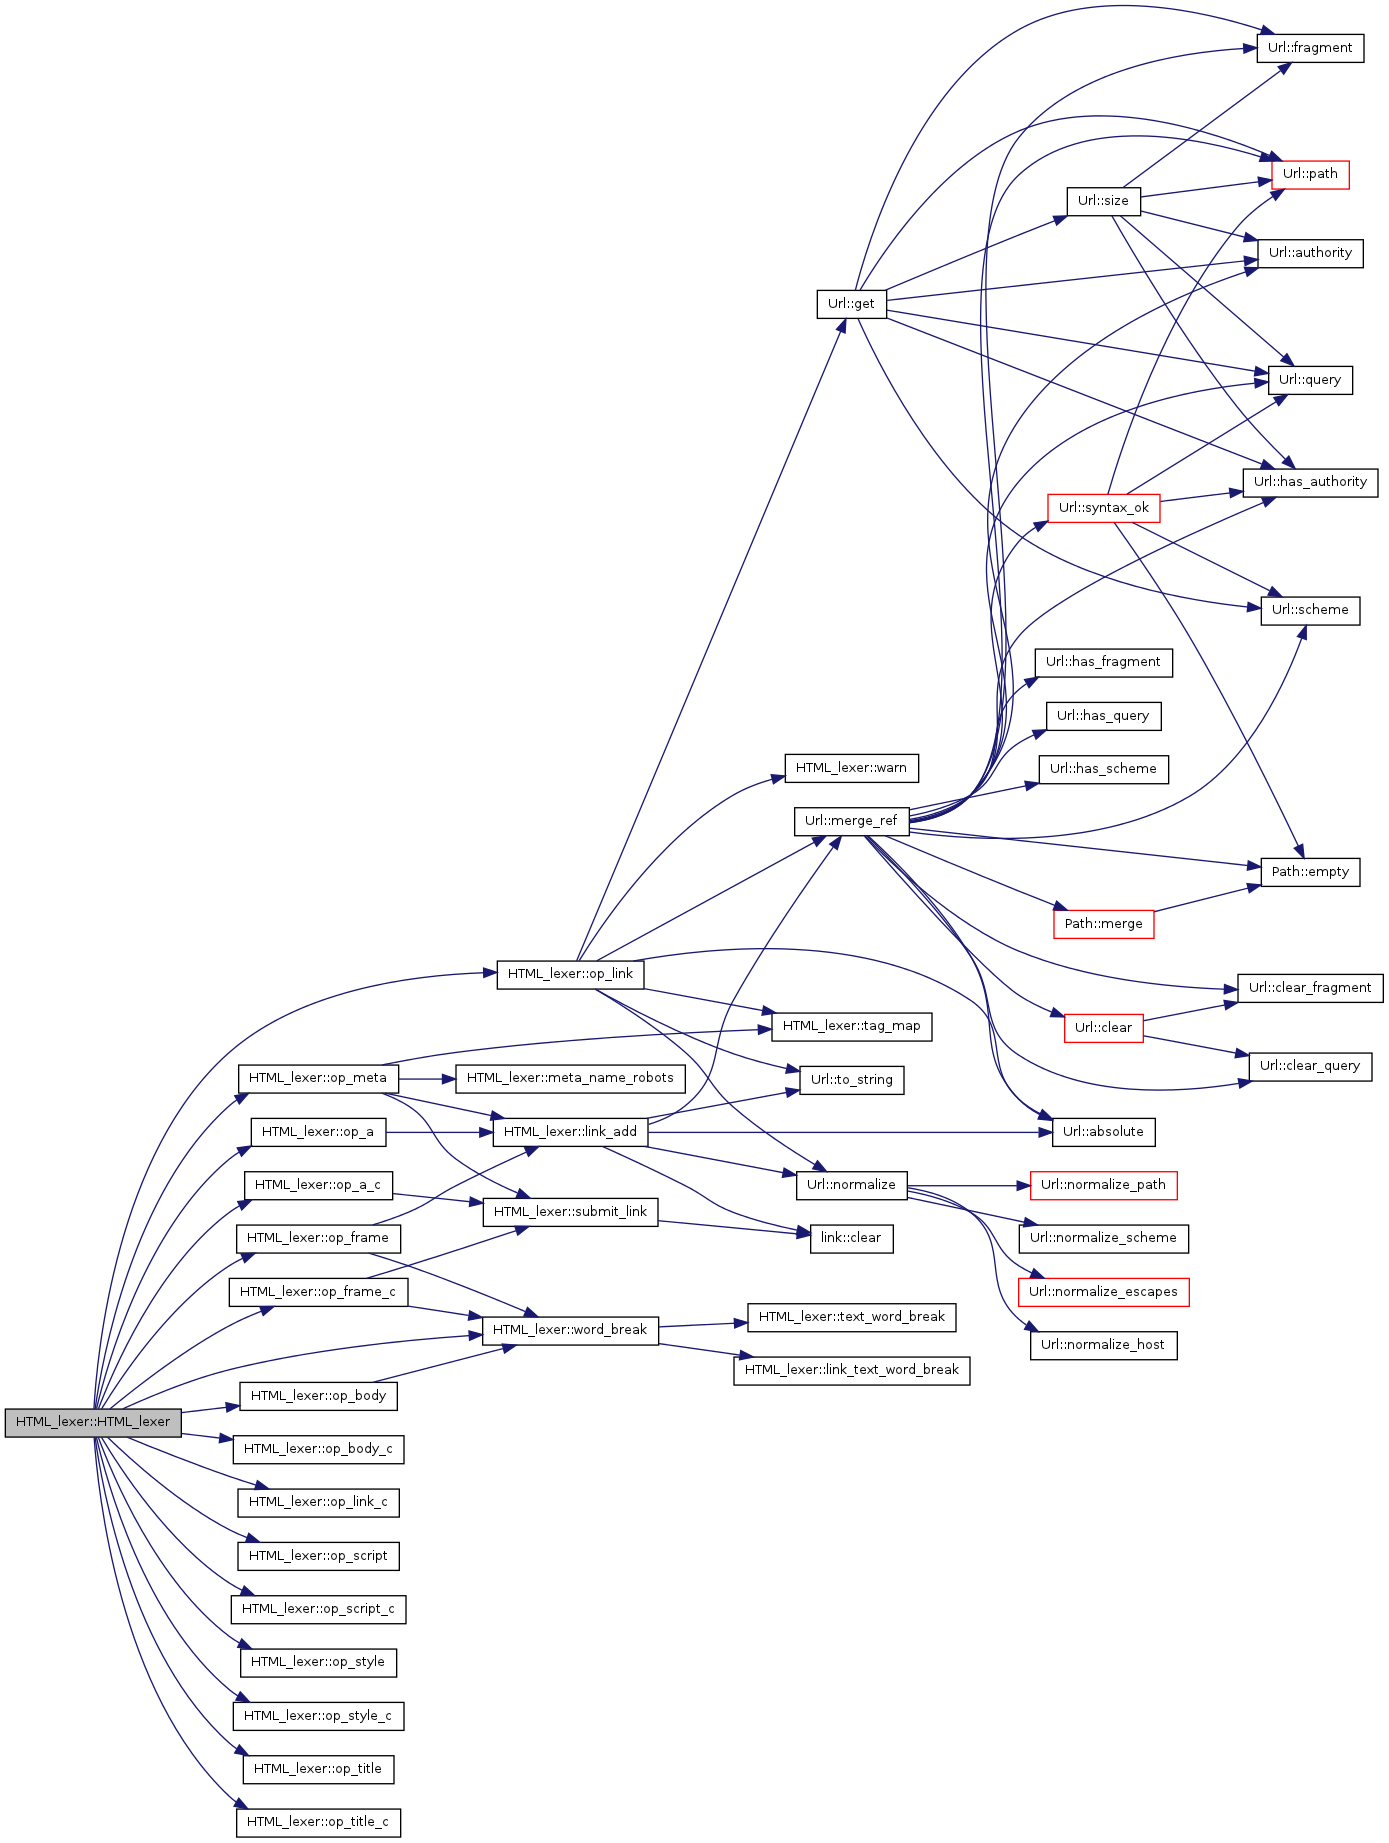 Url::fragment
Url::path
Url::size
Url::authority
Url::get
Url::query
Url::has_authority
Url::syntax_ok
Url::scheme
Url::has_fragment
Url::has_query
HTML_lexer::warn
Url::has_scheme
Url::merge_ref
Path::empty
Path::merge
HTML_lexer::op_link
Url::clear_fragment
HTML_lexer::tag_map
Url::clear
Url::clear_query
HTML_lexer::op_meta
HTML_lexer::meta_name_robots
Url::to_string
HTML_lexer::op_a
HTML_lexer::link_add
Url::absolute
HTML_lexer::op_a_c
Url::normalize
Url::normalize_path
HTML_lexer::submit_link
HTML_lexer::op_frame
link::clear
Url::normalize_scheme
HTML_lexer::op_frame_c
Url::normalize_escapes
HTML_lexer::text_word_break
HTML_lexer::word_break
Url::normalize_host
HTML_lexer::link_text_word_break
HTML_lexer::op_body
HTML_lexer::HTML_lexer
HTML_lexer::op_body_c
HTML_lexer::op_link_c
HTML_lexer::op_script
HTML_lexer::op_script_c
HTML_lexer::op_style
HTML_lexer::op_style_c
HTML_lexer::op_title
HTML_lexer::op_title_c